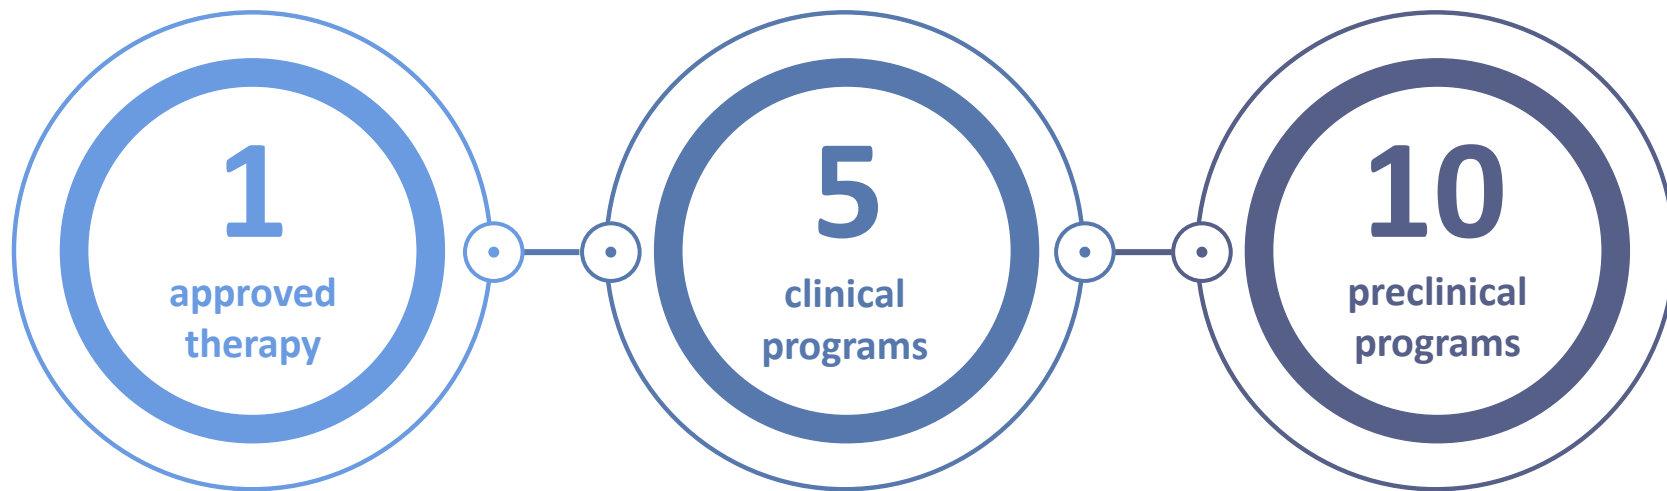 1
approved
therapy
5
clinical
programs
10
preclinical
programs